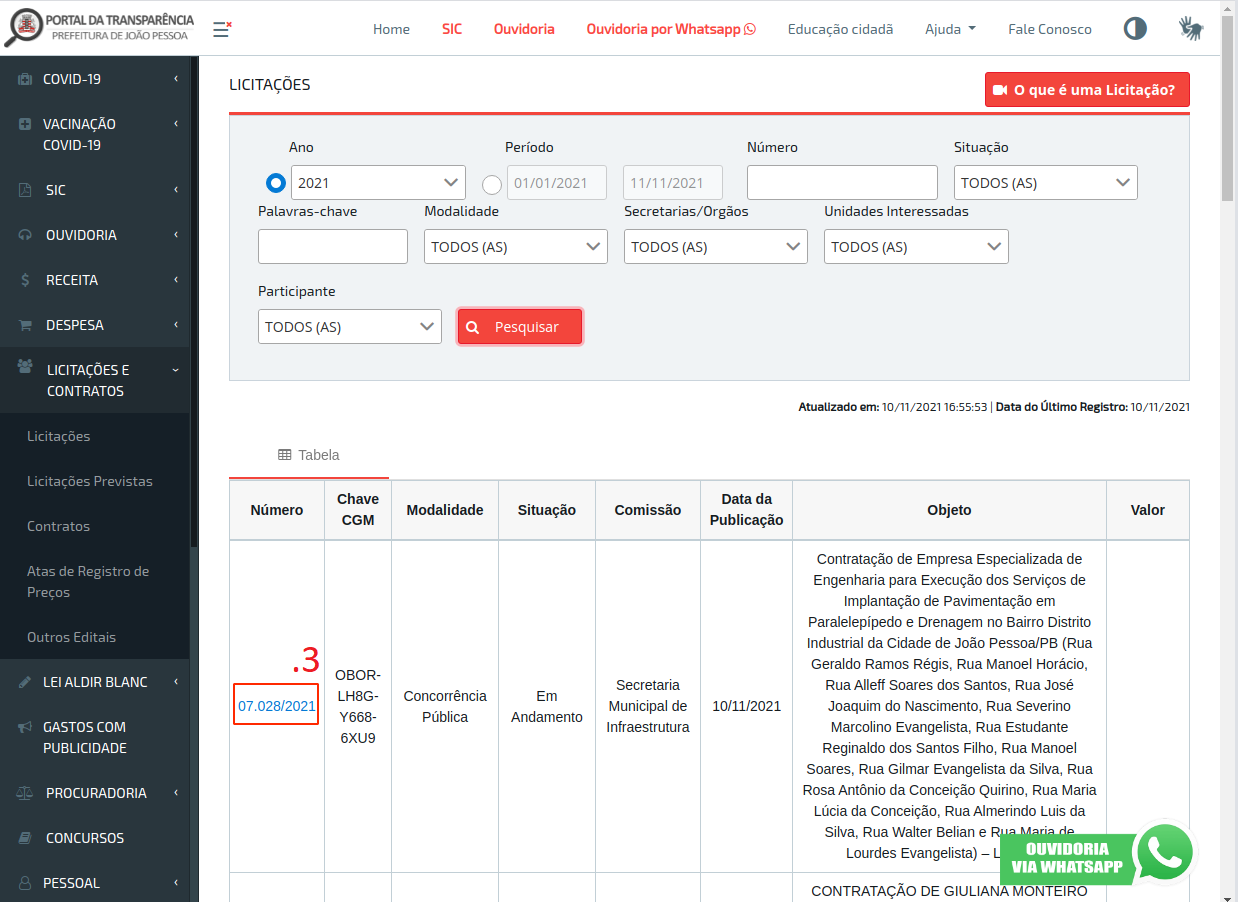 PORTAL DA TRANSPARÊNCIA
PREFEITURA DE JOÃO PESSOA
Home
SIC
Ouvidoria
Ouvidoria por Whatsapp
Educação cidadã
Ajuda
Fale Conosco
COVID-19
VACINAÇÃO
COVID-19
SIC
OUVIDORIA
RECEITA
DESPESA
LICITAÇÕES E
CONTRATOS
Licitações
Licitações Previstas
Contratos
Atas de Registro de
Preços
Outros Editais
LEI ALDIR BLANC
GASTOS COM
PUBLICIDADE
PROCURADORIA
CONCURSOS
PESSOAL
LICITAÇÕES
O que é uma Licitação?
Ano
Período
Número
Situação
2021
01/01/2021
11/11/2021
TODOS (AS)
Palavras-chave
Modalidade
Secretarias/Orgãos
Unidades Interessadas
TODOS (AS)
TODOS (AS)
TODOS (AS)
Participante
TODOS (AS)
Pesquisar
Atualizado em: 10/11/2021 16:55:53 | Data do Último Registro: 10/11/2021
Tabela
Número
Chave
CGM
Modalidade
Situação
Comissão
Data da
Publicação
Objeto
Valor
.3
07.028/2021
OBOR-
LH8G-
Y668-
6XU9
Concorrência
Pública
Em
Andamento
Secretaria
Municipal de
Infraestrutura
10/11/2021
Contratação de Empresa Especializada de
Engenharia para Execução dos Serviços de
Implantação de Pavimentação em
Paralelepípedo e Drenagem no Bairro Distrito
Industrial da Cidade de João Pessoa/PB (Rua
Geraldo Ramos Régis, Rua Manoel Horácio,
Rua Alleff Soares dos Santos, Rua José
Joaquim do Nascimento, Rua Severino
Marcolino Evangelista, Rua Estudante
Reginaldo dos Santos Filho, Rua Manoel
Soares, Rua Gilmar Evangelista da Silva, Rua
Rosa Antônio da Conceição Quirino, Rua Maria
Lúcia da Conceição, Rua Almerindo Luis da
Silva, Rua Walter Belian e Rua Maria de
Lourdes Evangelista) –
OUVIDORIA
VIA WHATSAPP
CONTRATAÇÃO DE GIULIANA MONTEIRO